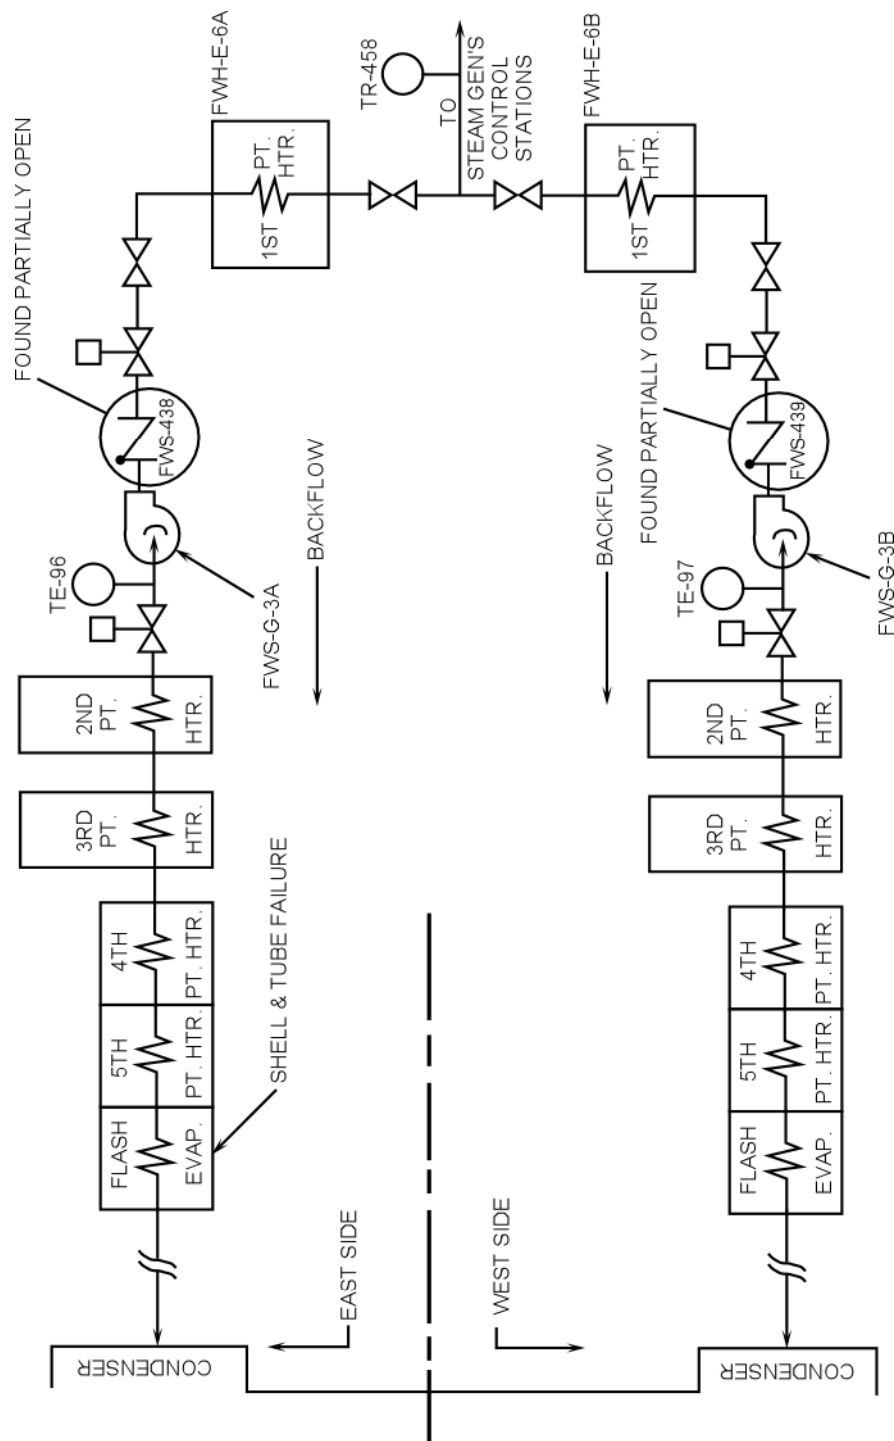 FOUND PARTIALLY OPEN
FWS-438
FWH-E-6A
1ST
PT.
HTR.
TR-458
TO
STEAM GEN'S
CONTROL
STATIONS
FWH-E-6B
1ST
PT.
HTR.
FOUND PARTIALLY OPEN
FWS-439
TE-96
FWS-G-3A
BACKFLOW
BACKFLOW
TE-97
FWS-G-3B
2ND
PT.
HTR.
3RD
PT.
HTR.
4TH
PT. HTR.
5TH
PT. HTR.
FLASH
EVAP.
SHELL & TUBE FAILURE
2ND
PT.
HTR.
3RD
PT.
HTR.
4TH
PT. HTR.
5TH
PT. HTR.
FLASH
EVAP.
EAST SIDE
WEST SIDE
CONDENSER
CONDENSER